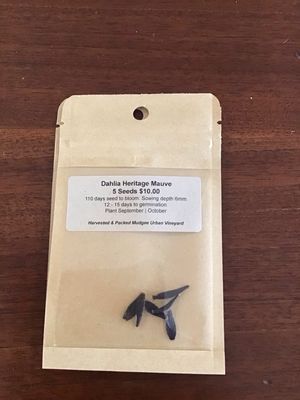 Dahlia Heritage Mauve
5 Seeds $10.00
110 days seed to bloom: Sowing depth 6mm
12 - 15 days to germination
Plant September | October
Harvested & Packed Mudgee Urban Vineyard